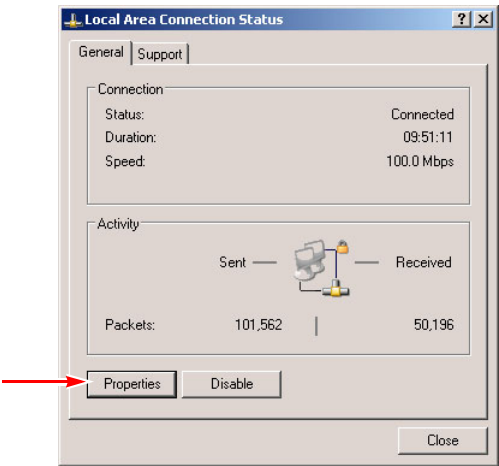 Local Area Connection Status
General Support
Connection
Status: Connected
Duration: 09:51:11
Speed: 100.0 Mbps
Activity
Sent Received
Packets: 101,562 50,196
Properties Disable
Close